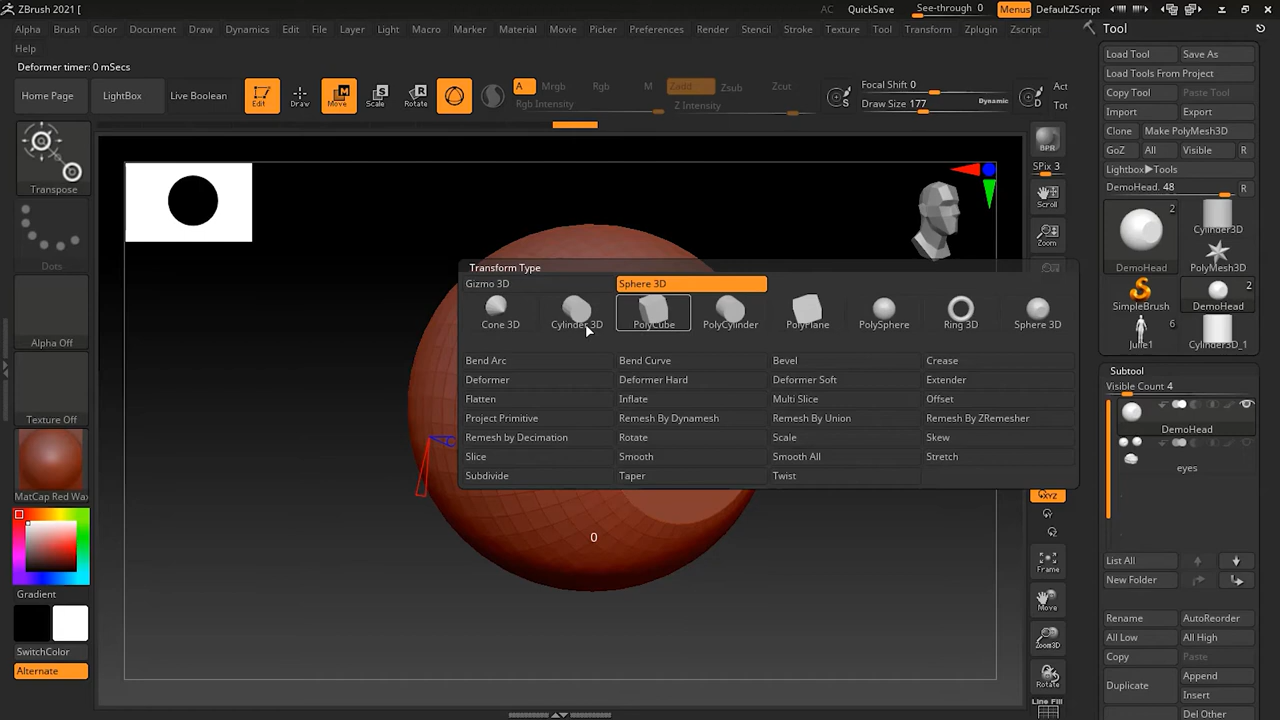 ZBrush 2021 [
AC QuickSave See-through 0 Menus DefaultZScript
Alpha Brush Color Document Draw Dynamics Edit File Layer Light Macro Marker Material Movie Picker Preferences Render Stencil Stroke Texture Tool Transform Zplugin Zscript
Help
Deformer timer: 0 mSecs
Home Page LightBox Live Boolean Edit Draw Move Scale Rotate
A Mrgb Rgb M Zadd Zsub Zcut
Rgb Intensity Z Intensity
S Focal Shift 0
Draw Size 177 Dynamic
D Act
Tot
Transpose
Dots
Alpha Off
Texture Off
MatCap Red Wax
Gradient
SwitchColor
Alternate
Transform Type
Gizmo 3D Sphere 3D
Cone 3D Cylinder 3D PolyCube PolyCylinder PolyPlane PolySphere Ring 3D Sphere 3D
Bend Arc Bend Curve Bevel Crease
Deformer Deformer Hard Deformer Soft Extender
Flatten Inflate Multi Slice Offset
Project Primitive Remesh By Dynamesh Remesh By Union Remesh By ZRemesher
Remesh by Decimation Rotate Scale Skew
Slice Smooth Smooth All Stretch
Subdivide Taper Twist
0
BPR
SPix 3
Scroll
Zoom
XYZ
Y
Z
Frame
Move
Zoom3D
Rotate
Line Fill
Tool
Load Tool Save As
Load Tools From Project
Copy Tool Paste Tool
Import Export
Clone Make PolyMesh3D
GoZ All Visible R
Lightbox▶Tools
DemoHead. 48 R
2
DemoHead Cylinder3D
PolyMesh3D
2
SimpleBrush DemoHead
6
Julie1 Cylinder3D_1
Subtool
Visible Count 4
DemoHead
eyes
List All
New Folder
Rename AutoReorder
All Low All High
Copy Paste
Duplicate Append
Insert
Del Other